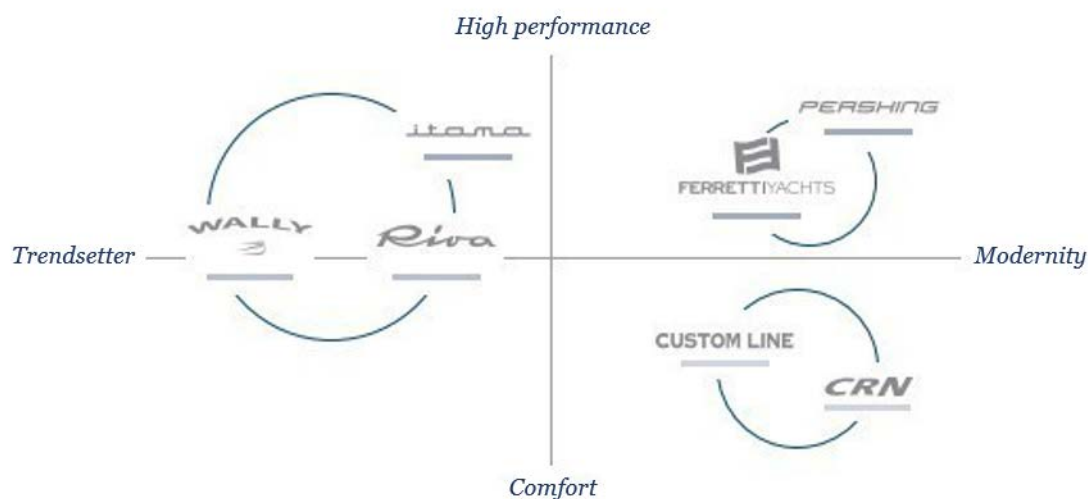 High performance
PERSHING
itama
FERRETTIYACHTS
WALLY
Riva
Trendsetter
Modernity
CUSTOM LINE
CRN
Comfort